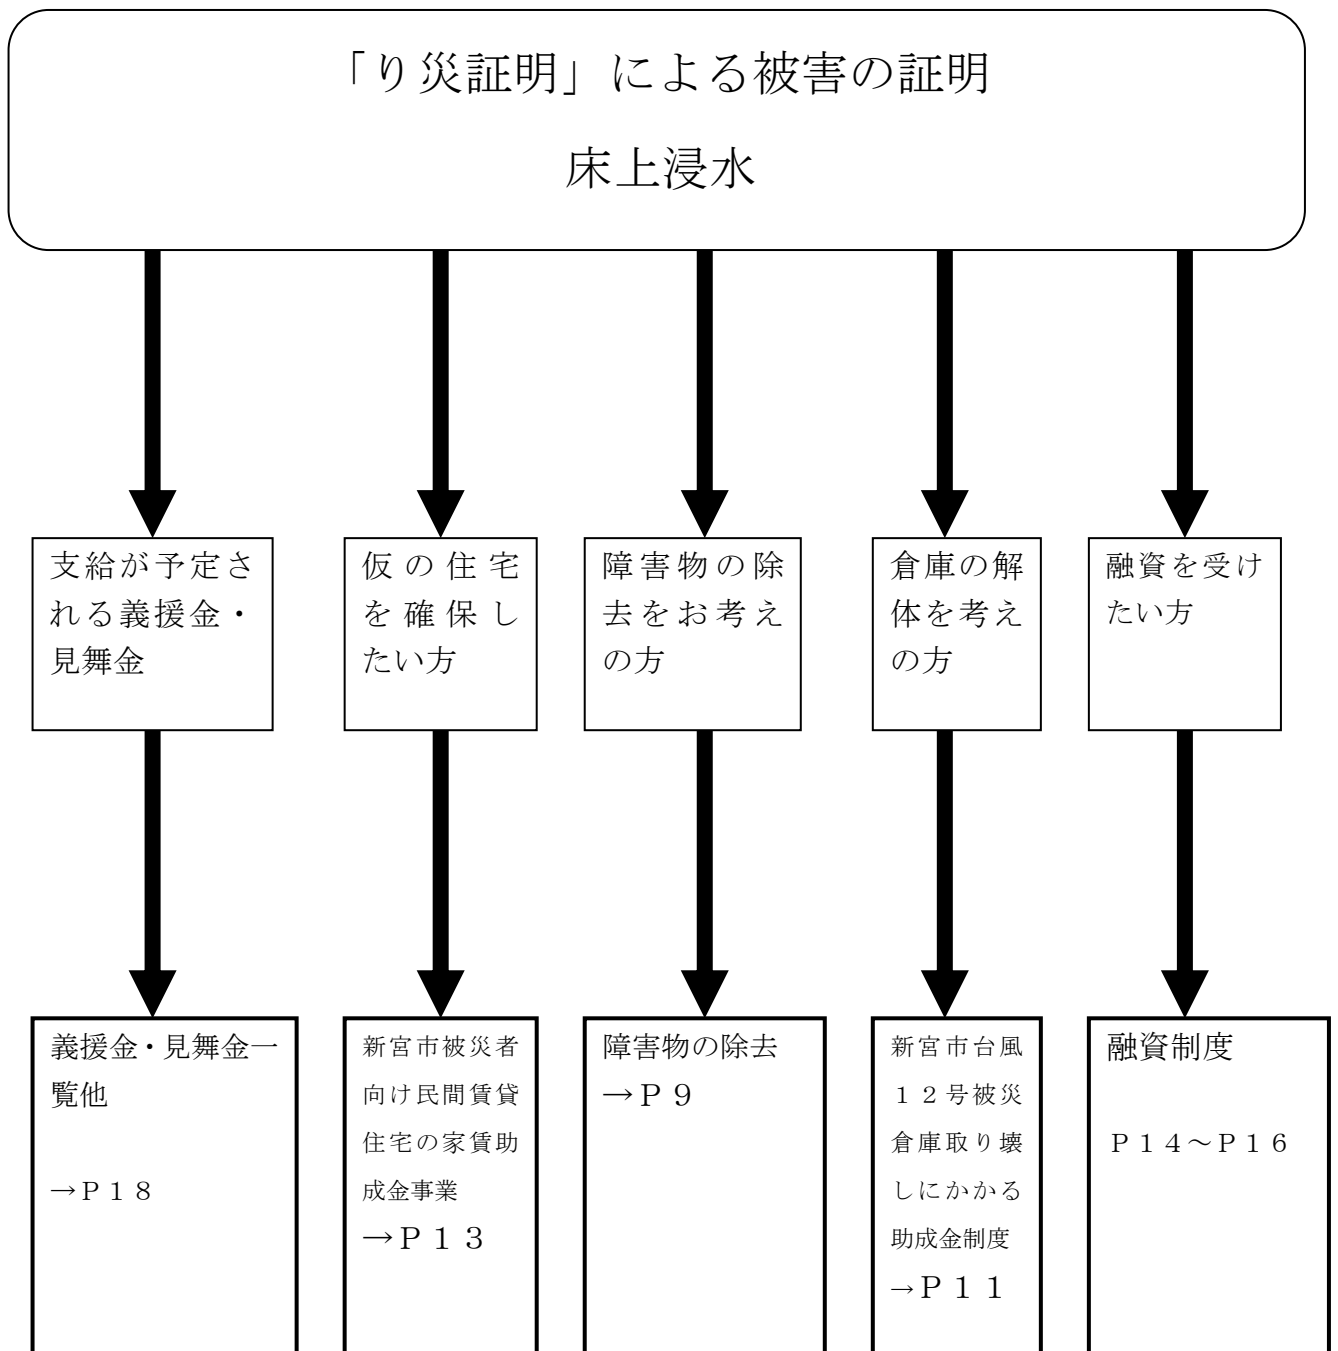 「り災証明」による被害の証明
床上浸水
支給が予定さ
れる義援金・
見舞金
仮の住宅
を確保し
たい方
障害物の除
去をお考え
の方
倉庫の解
体を考え
の方
融資を受け
たい方
義援金・見舞金一
覧他
→Ｐ１８
新宮市被災者
向け民間賃貸
住宅の家賃助
成金事業
→Ｐ１３
障害物の除去
→Ｐ９
新宮市台風
１２号被災
倉庫取り壊
しにかかる
助成金制度
→Ｐ１１
融資制度
Ｐ１４～Ｐ１６